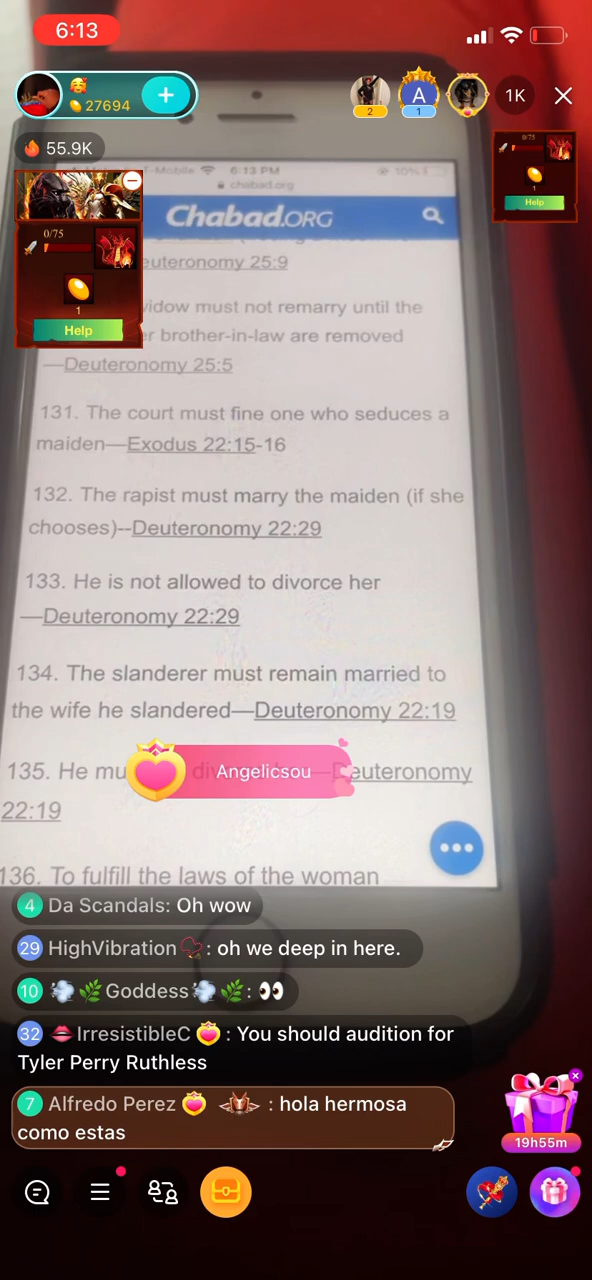 6:13
🥰
27694
A
2
1
1K
55.9K
T-Mobile 6:13 PM 10%
chabad.org
0/75
1
Help
Chabad.ORG
0/75
1
Help
euteronomy 25:9
widow must not remarry until the
er brother-in-law are removed
—Deuteronomy 25:5
131. The court must fine one who seduces a
maiden—Exodus 22:15-16
132. The rapist must marry the maiden (if she
chooses)--Deuteronomy 22:29
133. He is not allowed to divorce her
—Deuteronomy 22:29
134. The slanderer must remain married to
the wife he slandered—Deuteronomy 22:19
135. He mu
Angelicsou
Deuteronomy
22:19
136. To fulfill the laws of the woman
4 Da Scandals: Oh wow
29 HighVibration : oh we deep in here.
10 💨🌿Goddess💨🌿: 👀
32 💋IrresistibleC : You should audition for
Tyler Perry Ruthless
7 Alfredo Perez : hola hermosa
como estas
19h55m